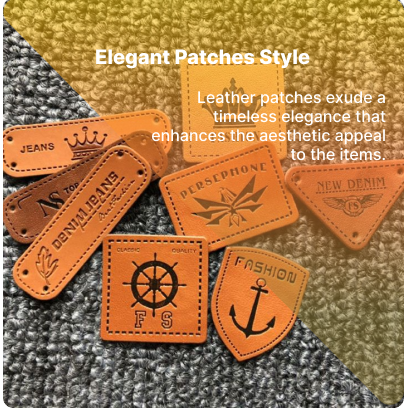 Elegant Patches Style
Leather patches exude a
timeless elegance that
enhances the aesthetic appeal
to the items.
JEANS
TOP
DENIM JEANS
PERSEPHONE
NEW DENIM
CLASSIC QUALITY
F S
FASHION